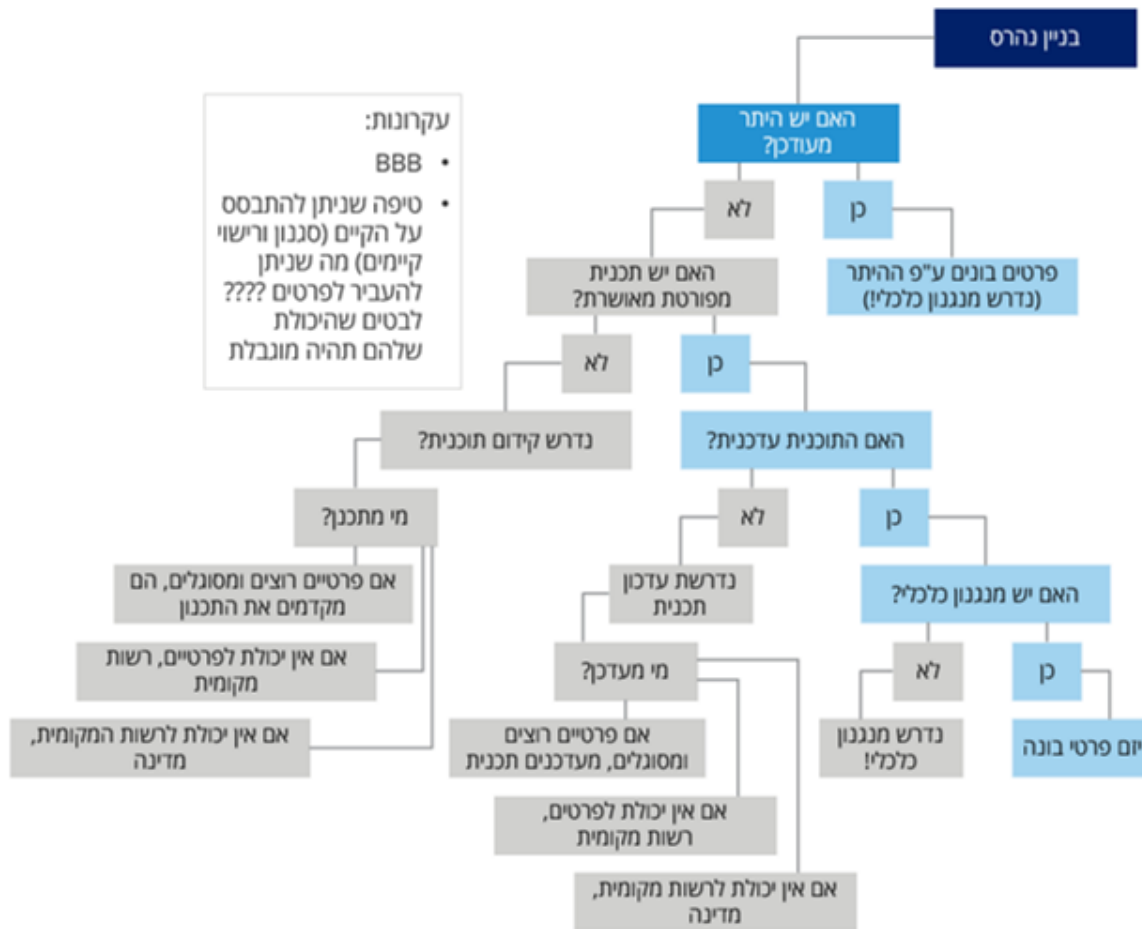 בניין נהרס
האם יש היתר
מעודכן?
כן
לא
פרטים בונים ע"פ ההיתר
(נדרש מנגנון כלכלי!)
האם יש תכנית
מפורטת מאושרת?
כן
לא
האם התוכנית עדכנית?
נדרש קידום תוכנית?
כן
לא
מי מתכנן?
האם יש מנגנון כלכלי?
נדרשת עדכון
תכנית
אם פרטיים רוצים ומסוגלים, הם
מקדמים את התכנון
כן
לא
מי מעדכן?
אם אין יכולת לפרטיים, רשות
מקומית
יזם פרטי בונה
נדרש מנגנון
כלכלי!
אם פרטיים רוצים
ומסוגלים, מעדכנים תכנית
אם אין יכולת לרשות המקומית,
מדינה
אם אין יכולת לפרטים,
רשות מקומית
אם אין יכולת לרשות מקומית,
מדינה
עקרונות:
• BBB
• טיפה שניתן להתבסס
על הקיים (סגנון ורישוי
קיימים) מה שניתן
להעביר לפרטים ????
לבטים שהיכולת
שלהם תהיה מוגבלת